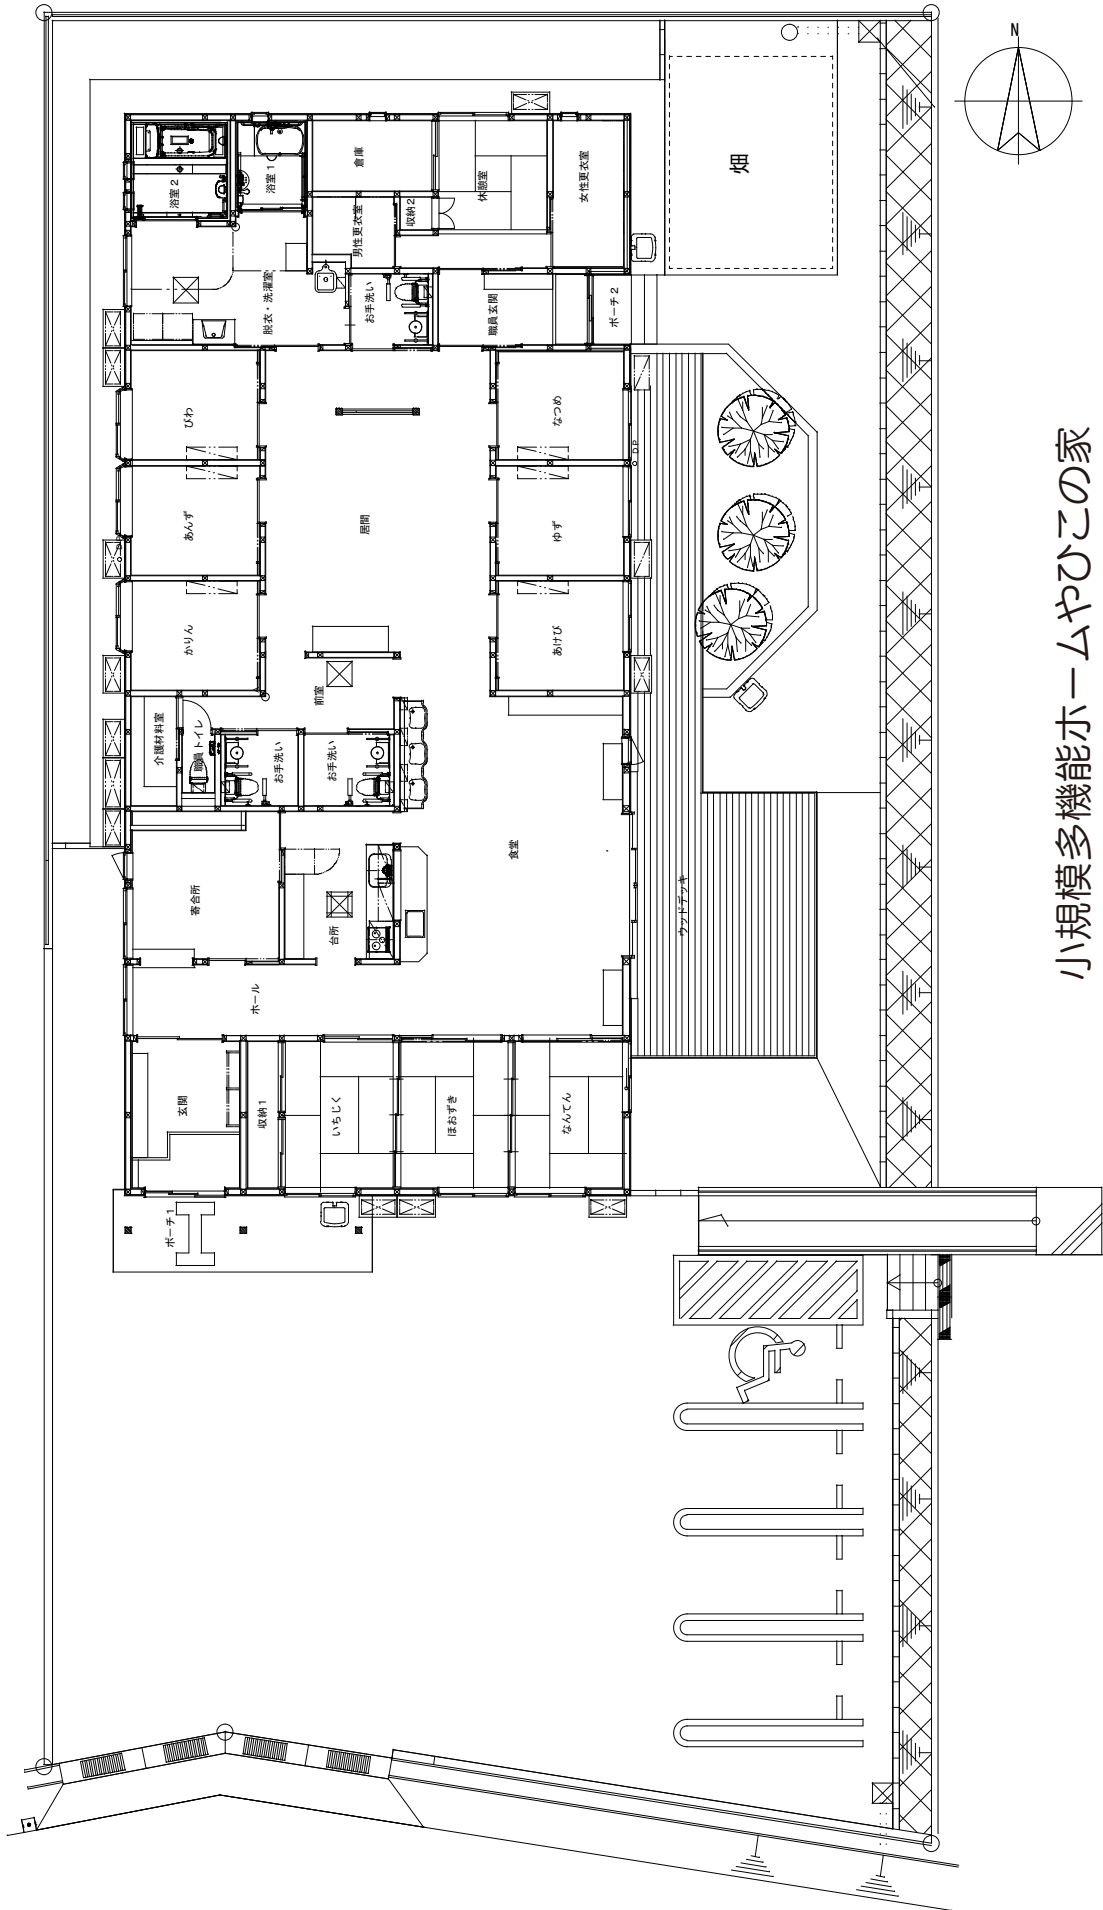 N
畑
浴室2
浴室1
倉庫
休憩室
女性更衣室
収納2
男性更衣室
脱衣・洗濯室
お手洗い
職員玄関
ポーチ2
びわ
なつめ
DP
あんず
居間
ゆず
かりん
あけび
前室
介護材料室
職員トイレ
お手洗い
お手洗い
食堂
寄合所
台所
ウッドデッキ
ホール
玄関
収納1
いちじく
ほおずき
なんてん
ポーチ1
小規模多機能ホームやひこの家